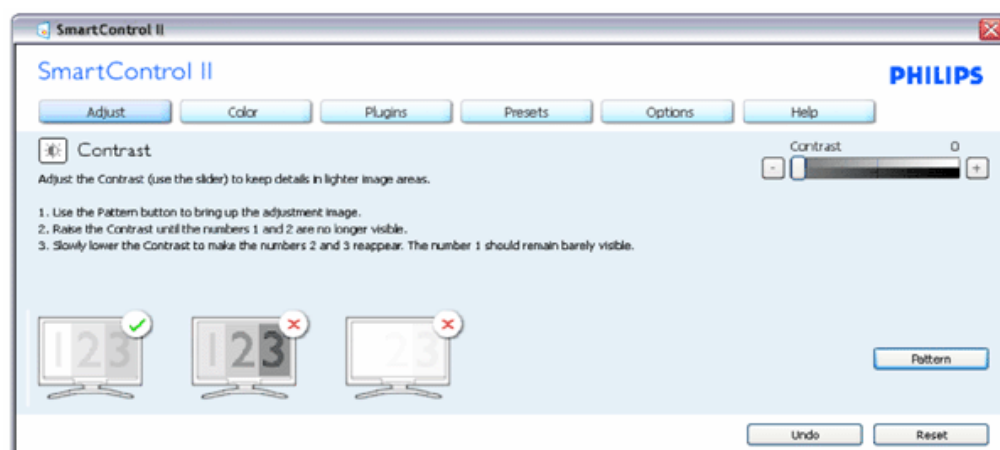 SmartControl II
SmartControl II
PHILIPS
Adjust Color Plugins Presets Options Help
Contrast
Contrast 0
- +
Adjust the Contrast (use the slider) to keep details in lighter image areas.
1. Use the Pattern button to bring up the adjustment image.
2. Raise the Contrast until the numbers 1 and 2 are no longer visible.
3. Slowly lower the Contrast to make the numbers 2 and 3 reappear. The number 1 should remain barely visible.
123 123 23
Pattern
Undo Reset